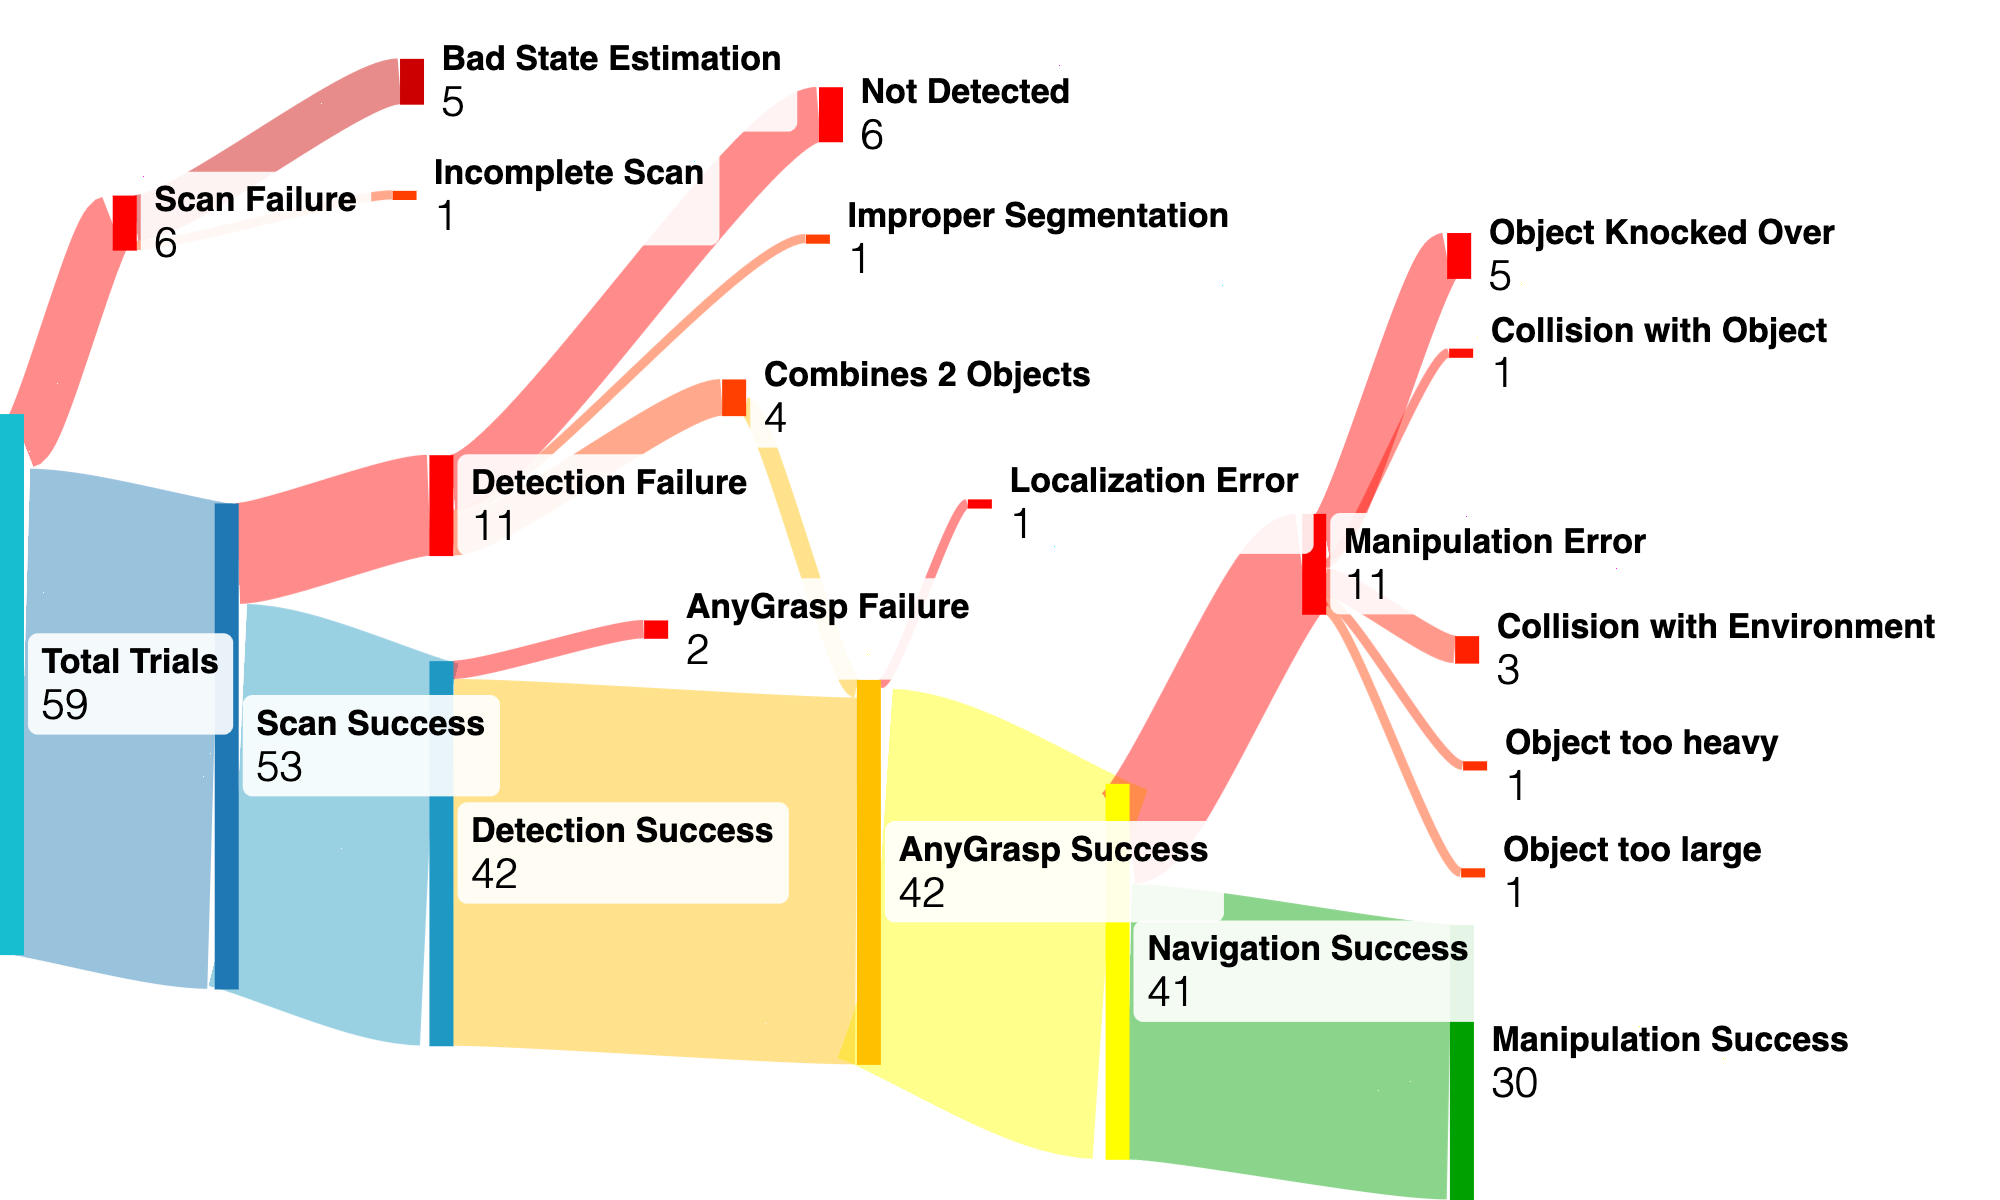 Bad State Estimation
5
Not Detected
6
Incomplete Scan
1
Scan Failure
6
Improper Segmentation
1
Object Knocked Over
5
Collision with Object
1
Combines 2 Objects
4
Detection Failure
11
Localization Error
1
Manipulation Error
11
AnyGrasp Failure
2
Collision with Environment
3
Total Trials
59
Scan Success
53
Object too heavy
1
Detection Success
42
AnyGrasp Success
42
Object too large
1
Navigation Success
41
Manipulation Success
30